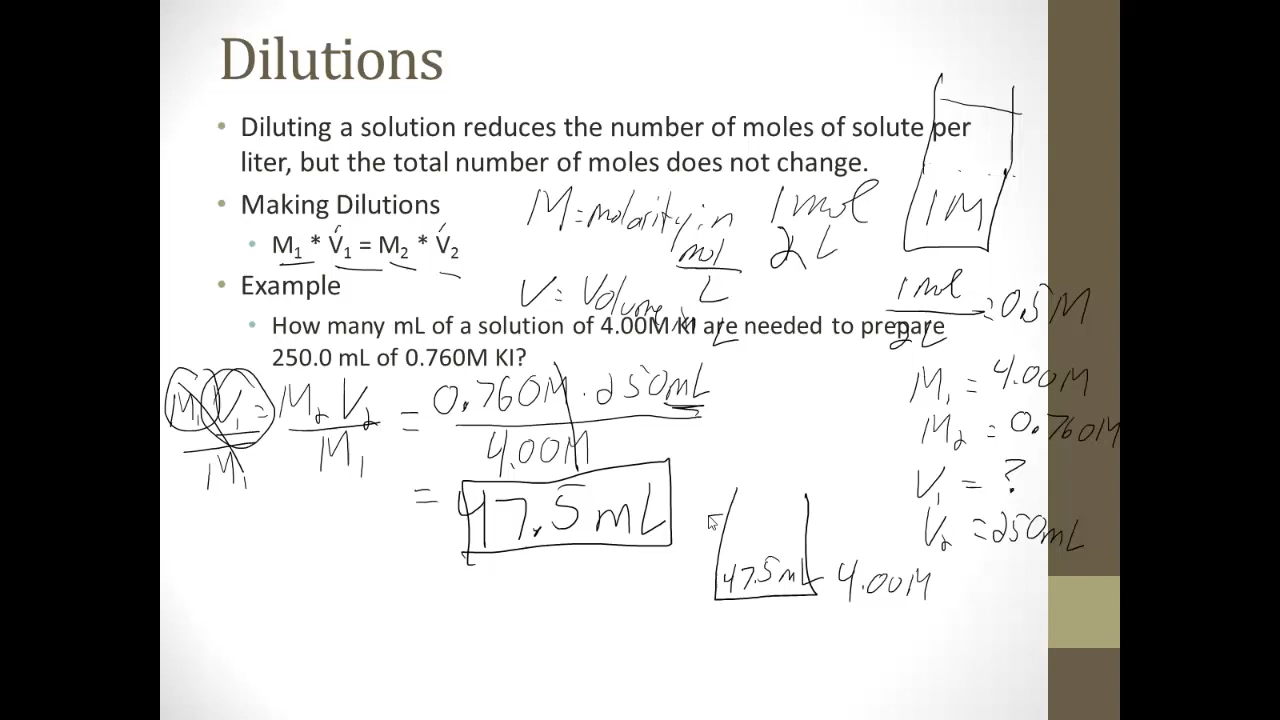 Dilutions
• Diluting a solution reduces the number of moles of solute per
liter, but the total number of moles does not change.
• Making Dilutions
• M₁ * V₁ = M₂ * V₂
• Example
• How many mL of a solution of 4.00M KI are needed to prepare
250.0 mL of 0.760M KI?
M = molarity in mol/L
V = Volume in L
1 mol
2 L
1M
1 mol / 2 L = 0.5 M
M₁ = 4.00M
M₂ = 0.760M
V₁ = ?
V₂ = 250mL
M₁V₁ / M₁ = M₂V₂ / M₁ = 0.760M · 250mL / 4.00M
= 47.5 mL
47.5 mL 4.00M